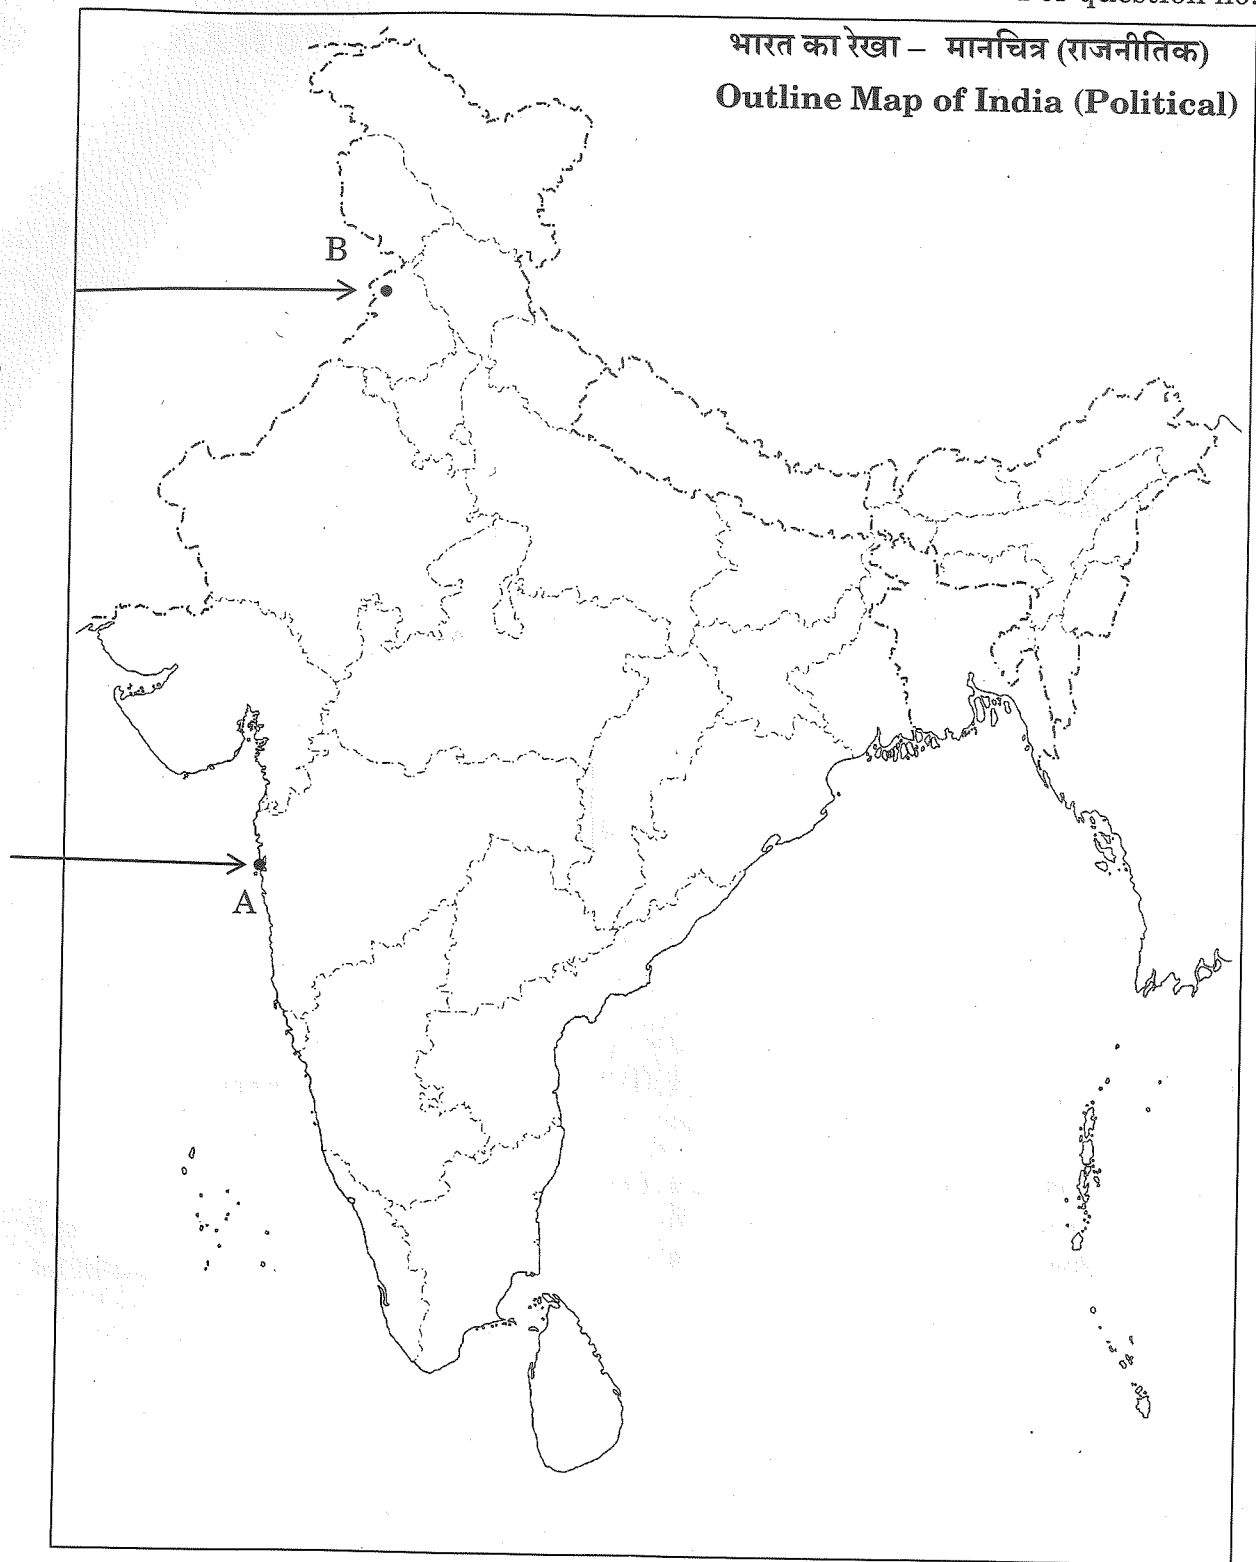 भारत का रेखा – मानचित्र (राजनीतिक)
Outline Map of India (Political)
B
A